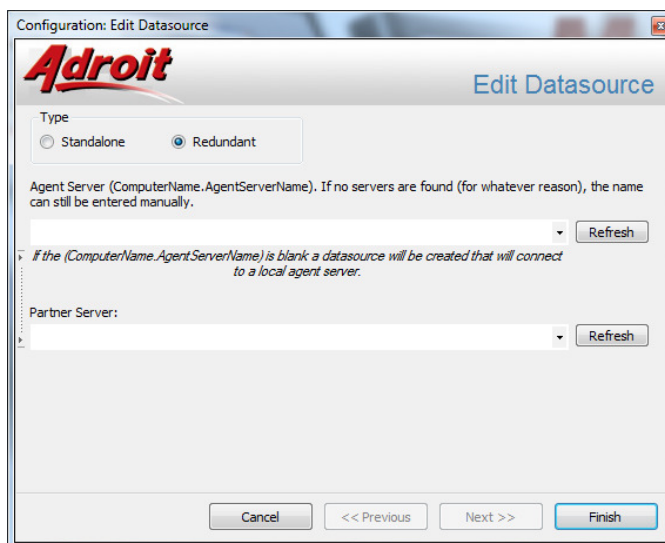 Configuration: Edit Datasource
Adroit
Edit Datasource
Type
Standalone
Redundant
Agent Server (ComputerName.AgentServerName). If no servers are found (for whatever reason), the name
can still be entered manually.
Refresh
If the (ComputerName.AgentServerName) is blank a datasource will be created that will connect
to a local agent server.
Partner Server:
Refresh
Cancel
<< Previous
Next >>
Finish